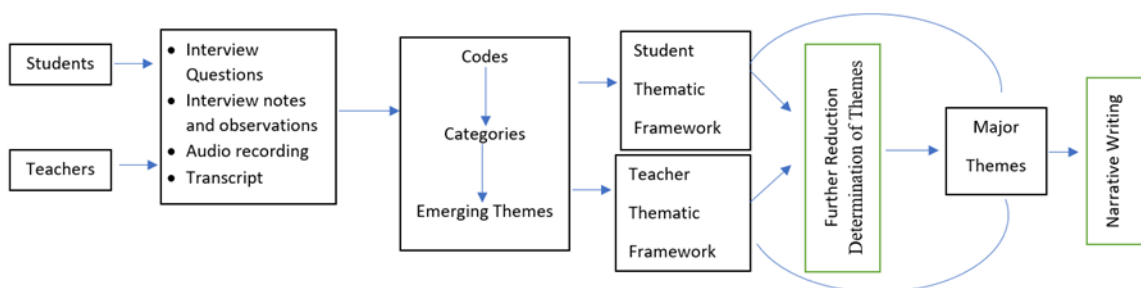 Students
Teachers
• Interview
Questions
• Interview notes
and observations
• Audio recording
• Transcript
Codes
Categories
Emerging Themes
Student
Thematic
Framework
Teacher
Thematic
Framework
Further Reduction
Determination of Themes
Major
Themes
Narrative Writing